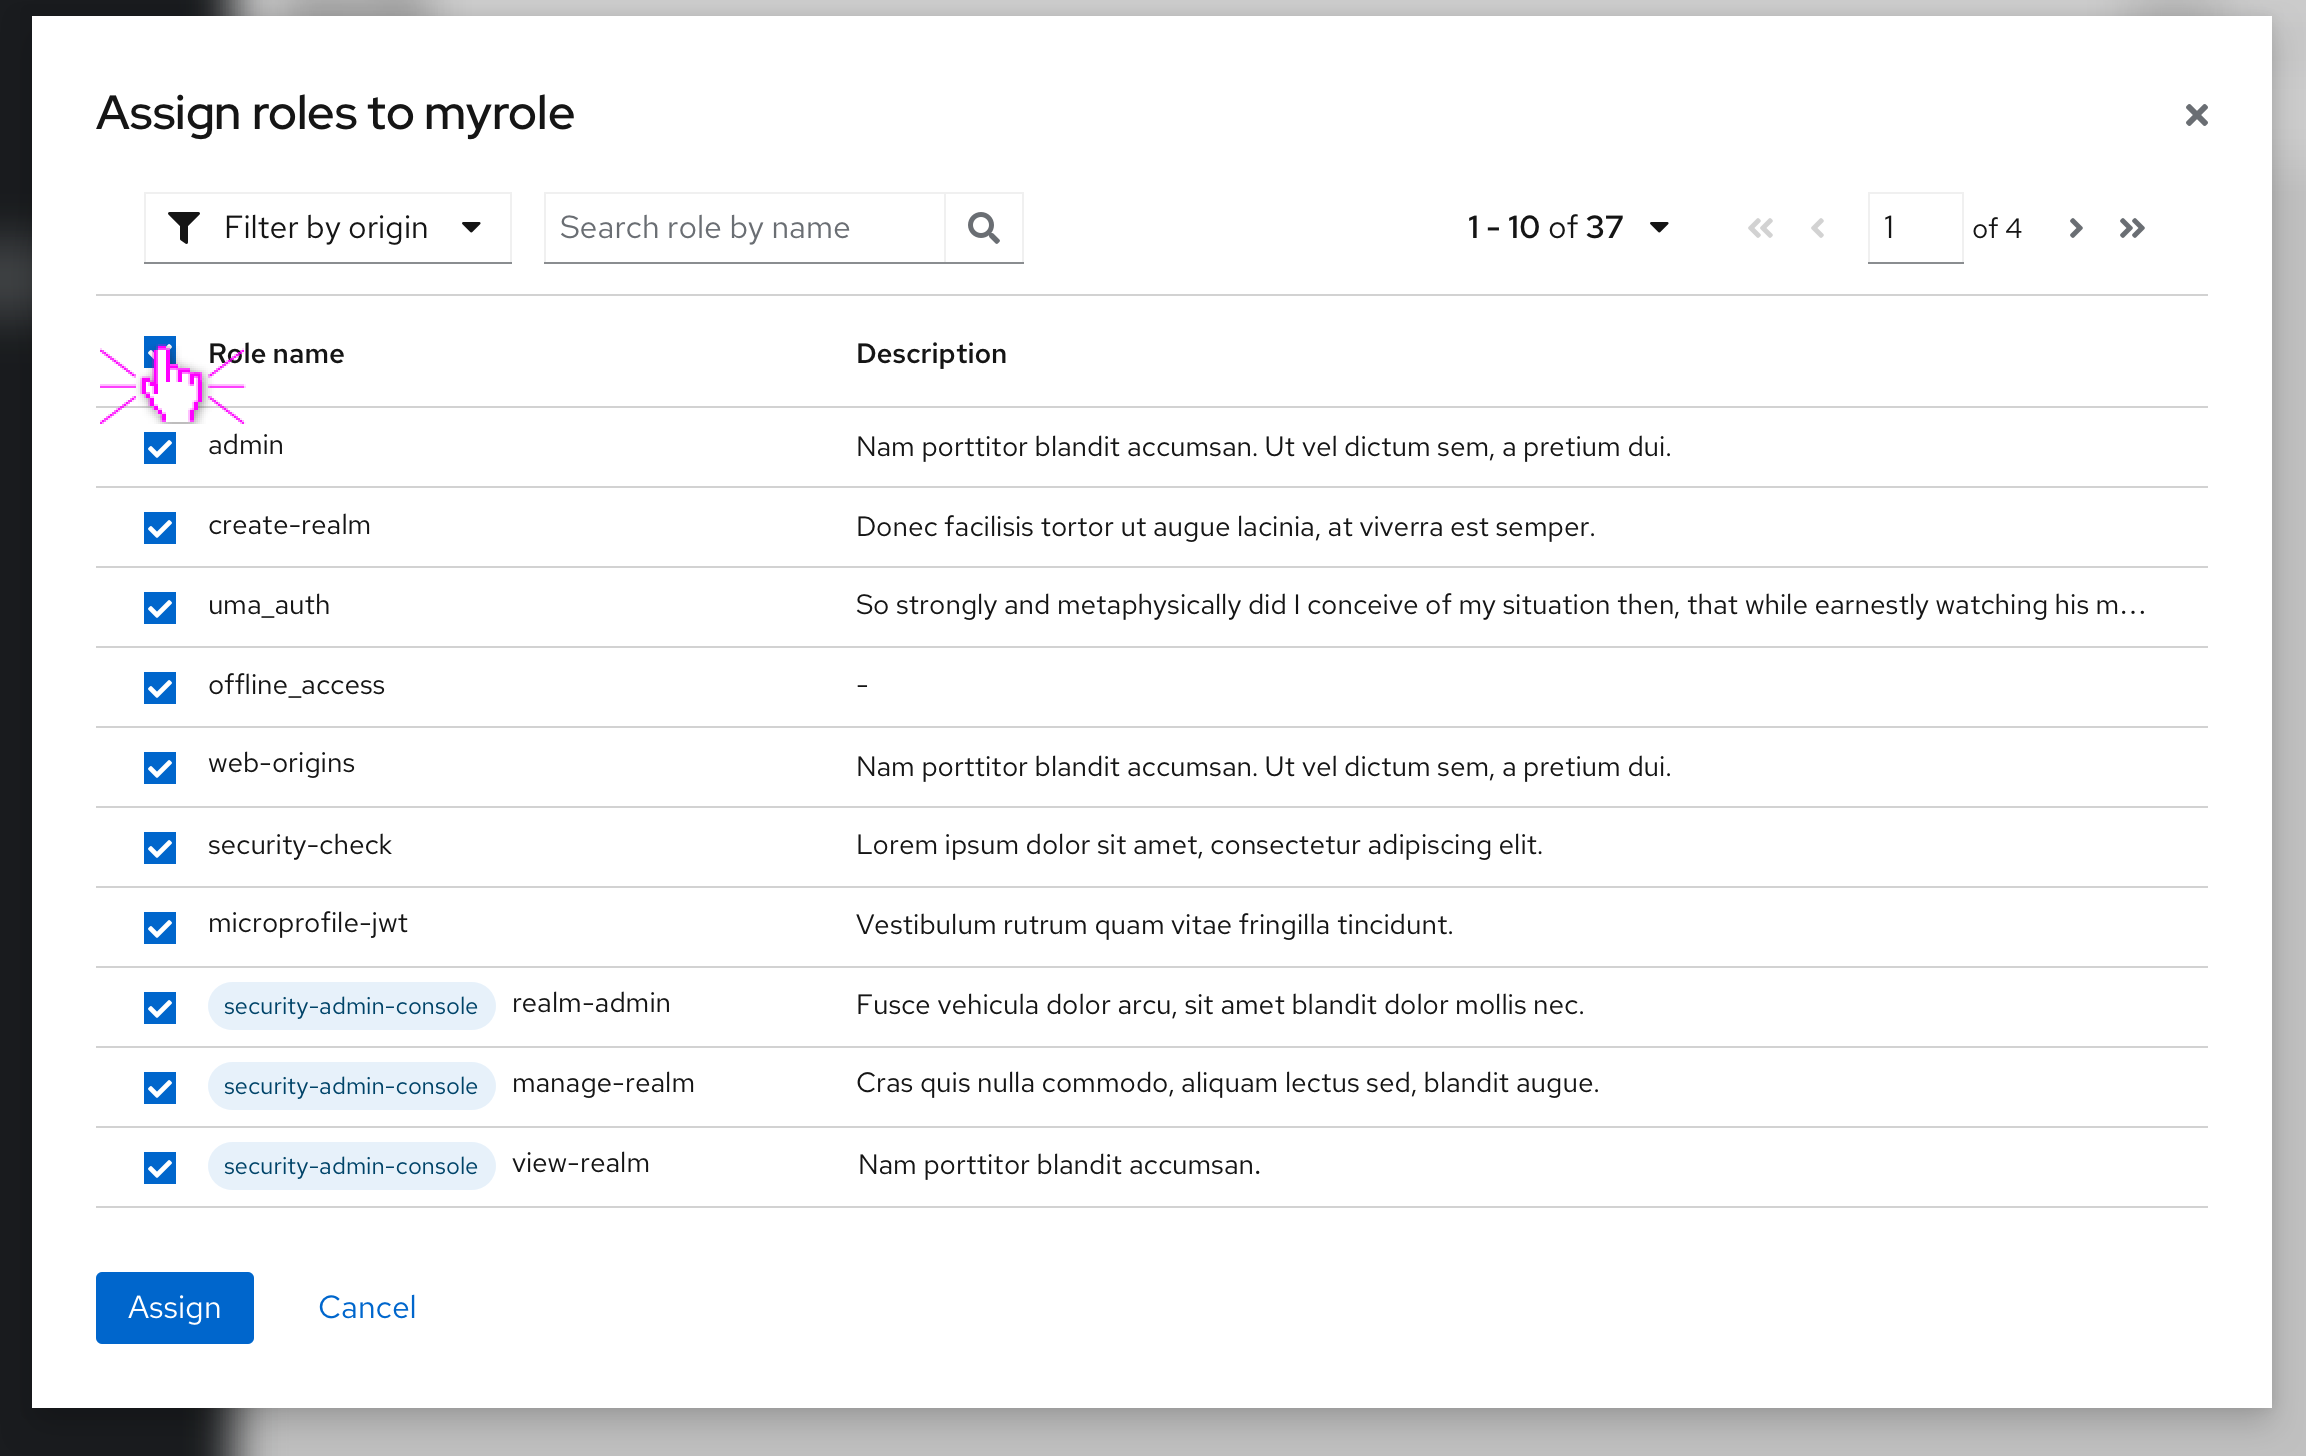 Assign roles to myrole
Filter by origin
Search role by name
1 - 10 of 37
1
of 4
Role name Description
admin Nam porttitor blandit accumsan. Ut vel dictum sem, a pretium dui.
create-realm Donec facilisis tortor ut augue lacinia, at viverra est semper.
uma_auth So strongly and metaphysically did I conceive of my situation then, that while earnestly watching his m...
offline_access -
web-origins Nam porttitor blandit accumsan. Ut vel dictum sem, a pretium dui.
security-check Lorem ipsum dolor sit amet, consectetur adipiscing elit.
microprofile-jwt Vestibulum rutrum quam vitae fringilla tincidunt.
security-admin-console realm-admin Fusce vehicula dolor arcu, sit amet blandit dolor mollis nec.
security-admin-console manage-realm Cras quis nulla commodo, aliquam lectus sed, blandit augue.
security-admin-console view-realm Nam porttitor blandit accumsan.
Assign Cancel